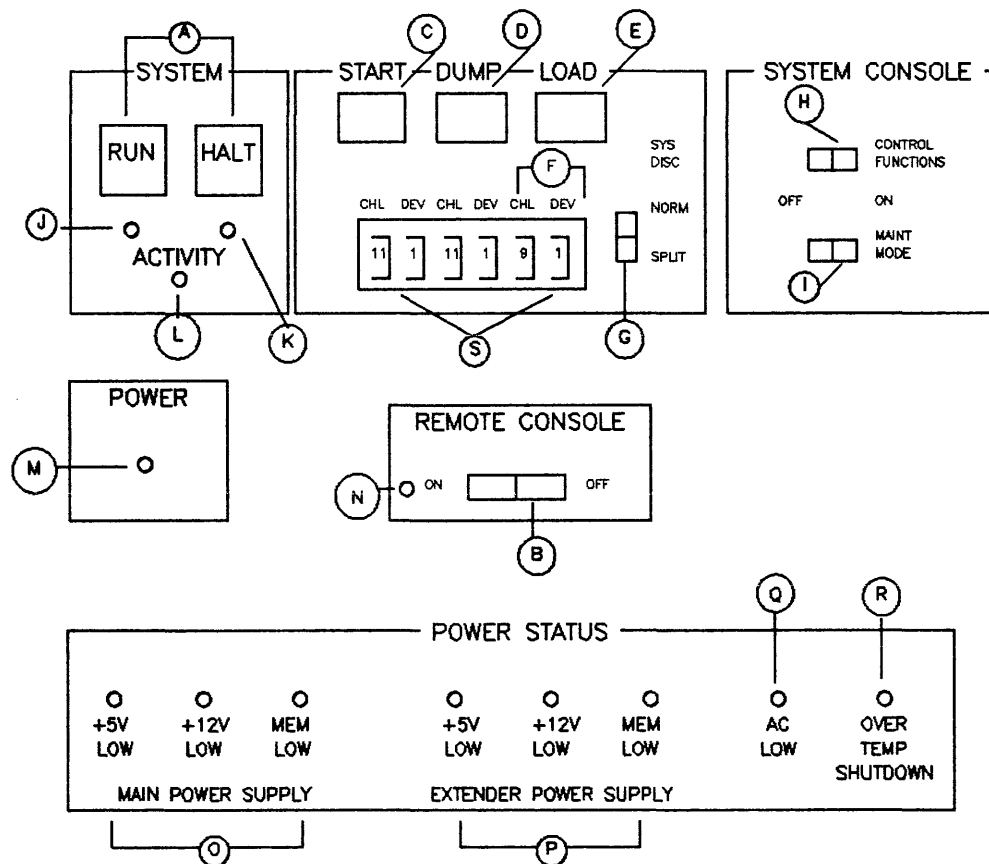 A
C
D
E
SYSTEM
START
DUMP
LOAD
SYSTEM CONSOLE
H
RUN
HALT
SYS
DISC
CONTROL
FUNCTIONS
F
CHL DEV CHL DEV CHL DEV
NORM
OFF
ON
J
ACTIVITY
11 1 11 1 9 1
SPLIT
MAINT
MODE
I
L
K
S
G
POWER
REMOTE CONSOLE
M
N
ON
OFF
B
Q
R
POWER STATUS
+5V
LOW
+12V
LOW
MEM
LOW
+5V
LOW
+12V
LOW
MEM
LOW
AC
LOW
OVER
TEMP
SHUTDOWN
MAIN POWER SUPPLY
EXTENDER POWER SUPPLY
O
P